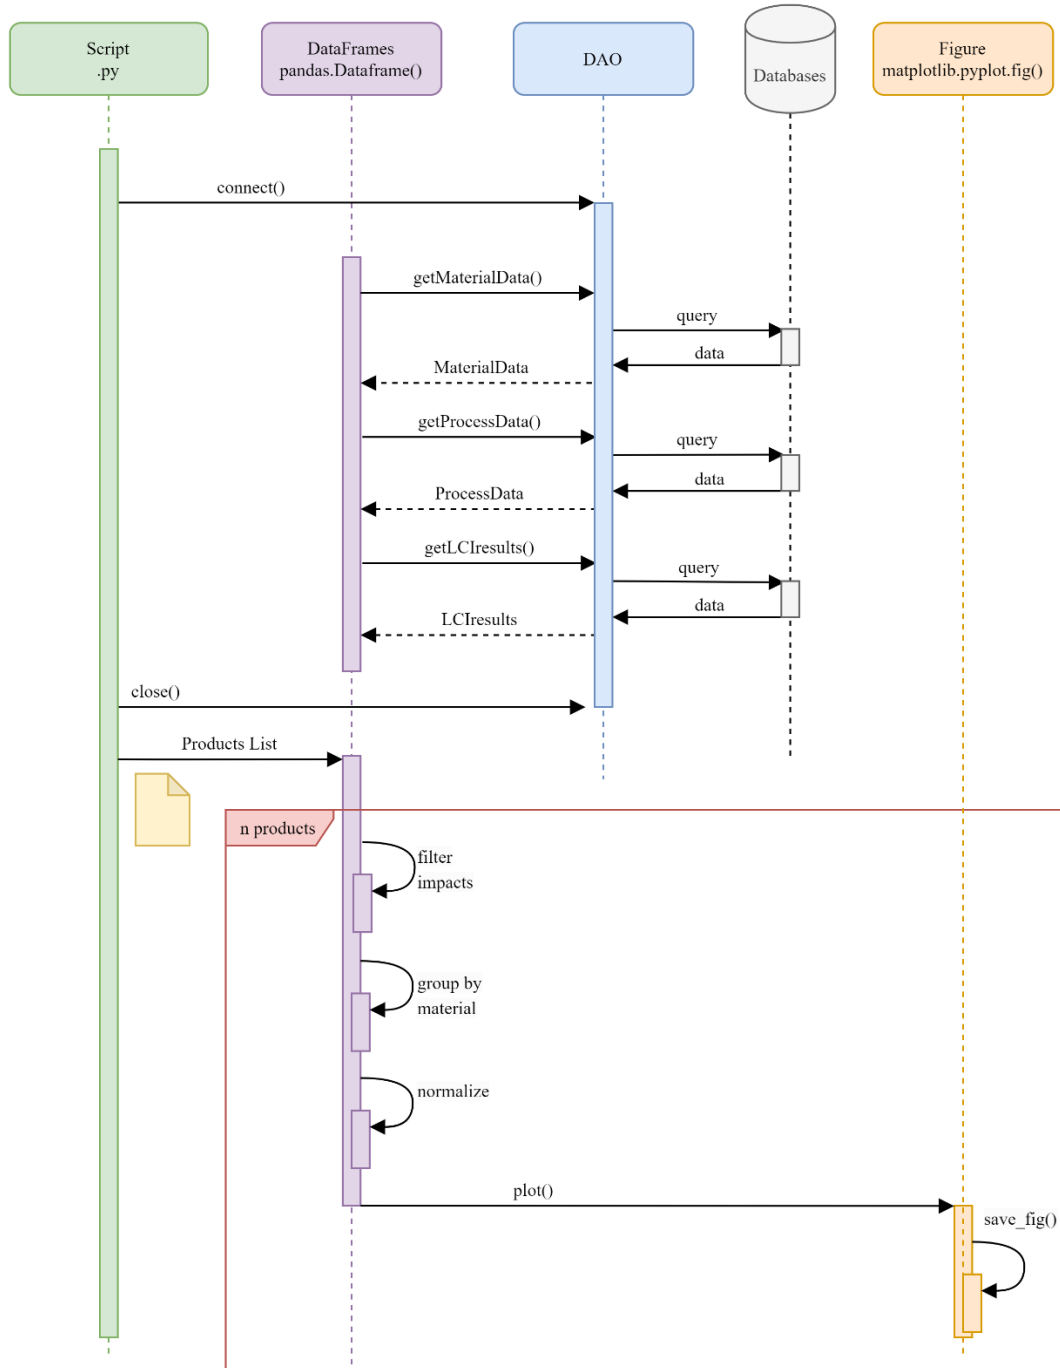 Script
.py
DataFrames
pandas.Dataframe()
DAO
Databases
Figure
matplotlib.pyplot.fig()
connect()
getMaterialData()
query
data
MaterialData
getProcessData()
query
data
ProcessData
getLCIresults()
query
data
LCIresults
close()
Products List
n products
filter
impacts
group by
material
normalize
plot()
save_fig()